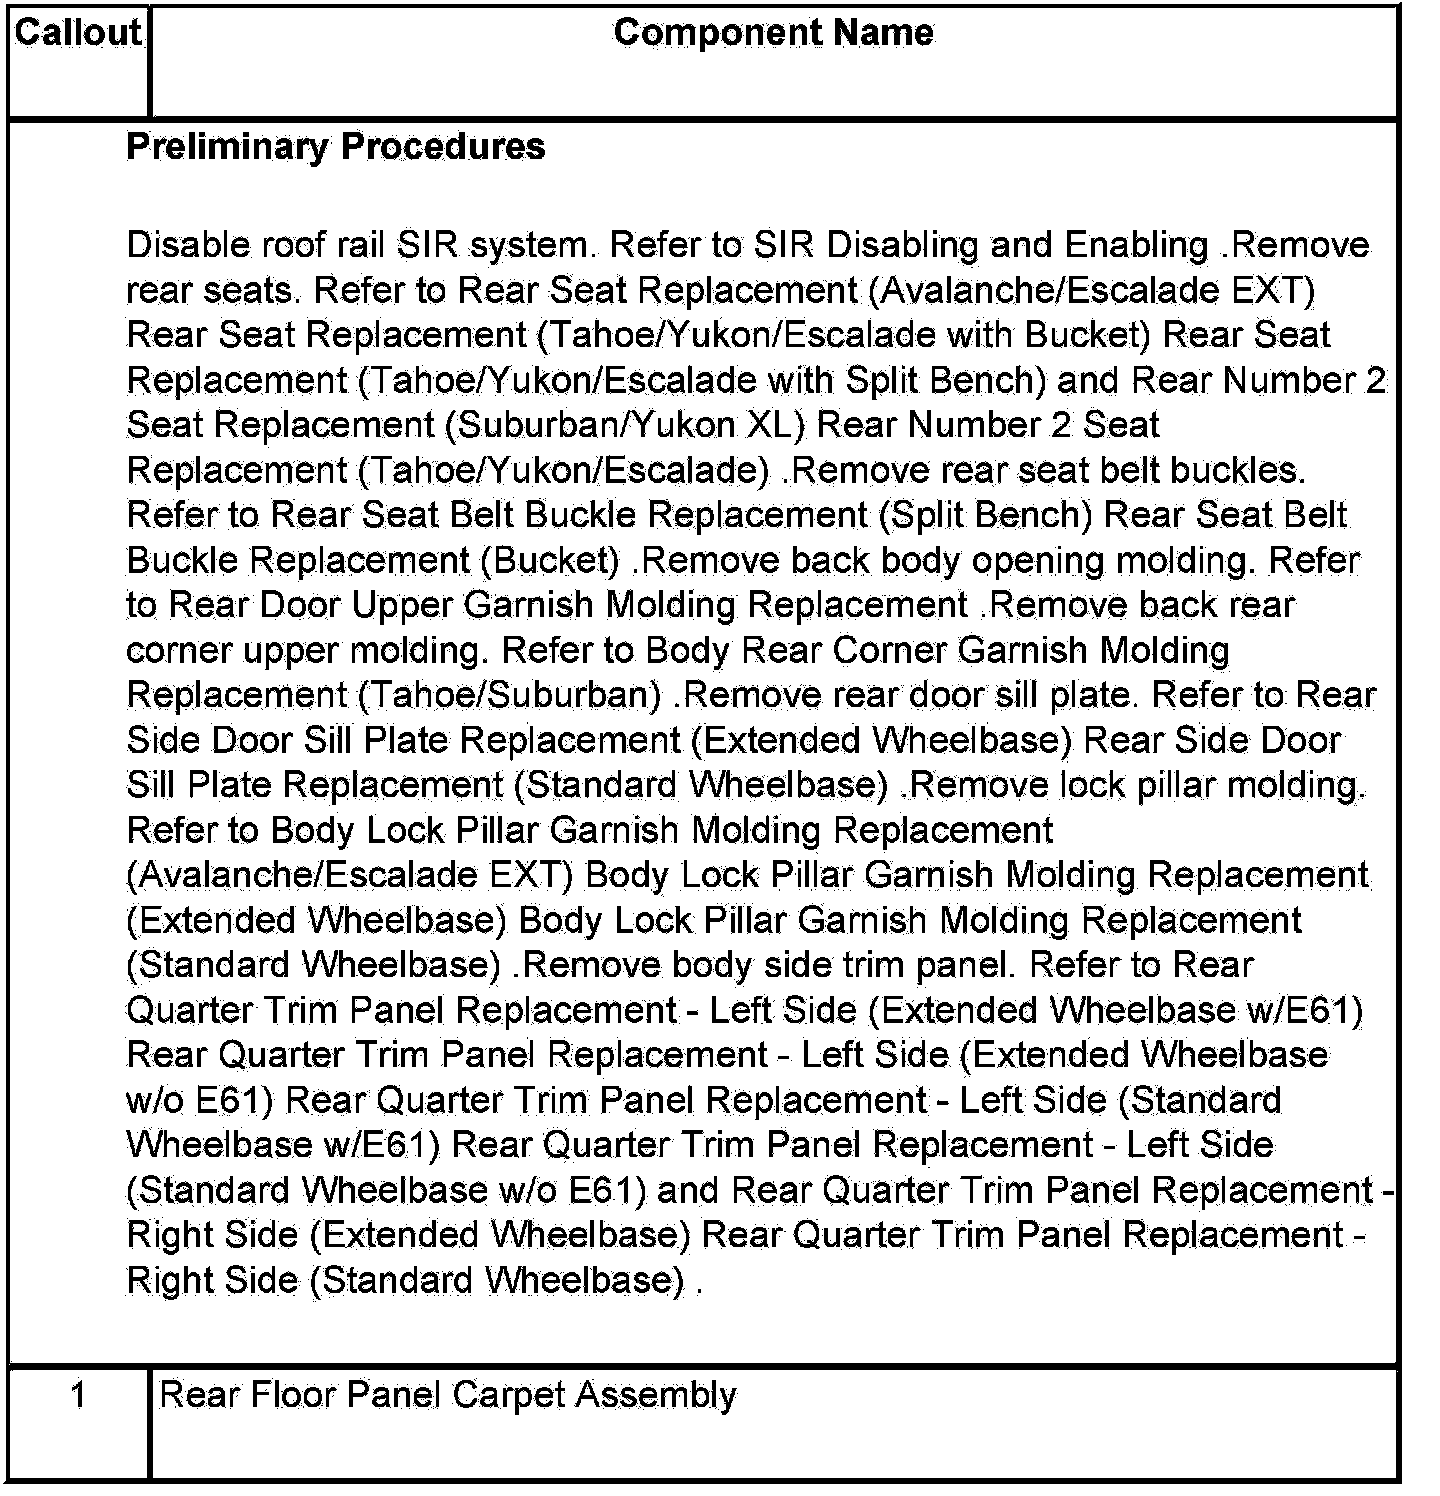 Callout Component Name
Preliminary Procedures
Disable roof rail SIR system. Refer to SIR Disabling and Enabling .Remove
rear seats. Refer to Rear Seat Replacement (Avalanche/Escalade EXT)
Rear Seat Replacement (Tahoe/Yukon/Escalade with Bucket) Rear Seat
Replacement (Tahoe/Yukon/Escalade with Split Bench) and Rear Number 2
Seat Replacement (Suburban/Yukon XL) Rear Number 2 Seat
Replacement (Tahoe/Yukon/Escalade) .Remove rear seat belt buckles.
Refer to Rear Seat Belt Buckle Replacement (Split Bench) Rear Seat Belt
Buckle Replacement (Bucket) .Remove back body opening molding. Refer
to Rear Door Upper Garnish Molding Replacement .Remove back rear
corner upper molding. Refer to Body Rear Corner Garnish Molding
Replacement (Tahoe/Suburban) .Remove rear door sill plate. Refer to Rear
Side Door Sill Plate Replacement (Extended Wheelbase) Rear Side Door
Sill Plate Replacement (Standard Wheelbase) .Remove lock pillar molding.
Refer to Body Lock Pillar Garnish Molding Replacement
(Avalanche/Escalade EXT) Body Lock Pillar Garnish Molding Replacement
(Extended Wheelbase) Body Lock Pillar Garnish Molding Replacement
(Standard Wheelbase) .Remove body side trim panel. Refer to Rear
Quarter Trim Panel Replacement - Left Side (Extended Wheelbase w/E61)
Rear Quarter Trim Panel Replacement - Left Side (Extended Wheelbase
w/o E61) Rear Quarter Trim Panel Replacement - Left Side (Standard
Wheelbase w/E61) Rear Quarter Trim Panel Replacement - Left Side
(Standard Wheelbase w/o E61) and Rear Quarter Trim Panel Replacement -
Right Side (Extended Wheelbase) Rear Quarter Trim Panel Replacement -
Right Side (Standard Wheelbase) .
1 Rear Floor Panel Carpet Assembly